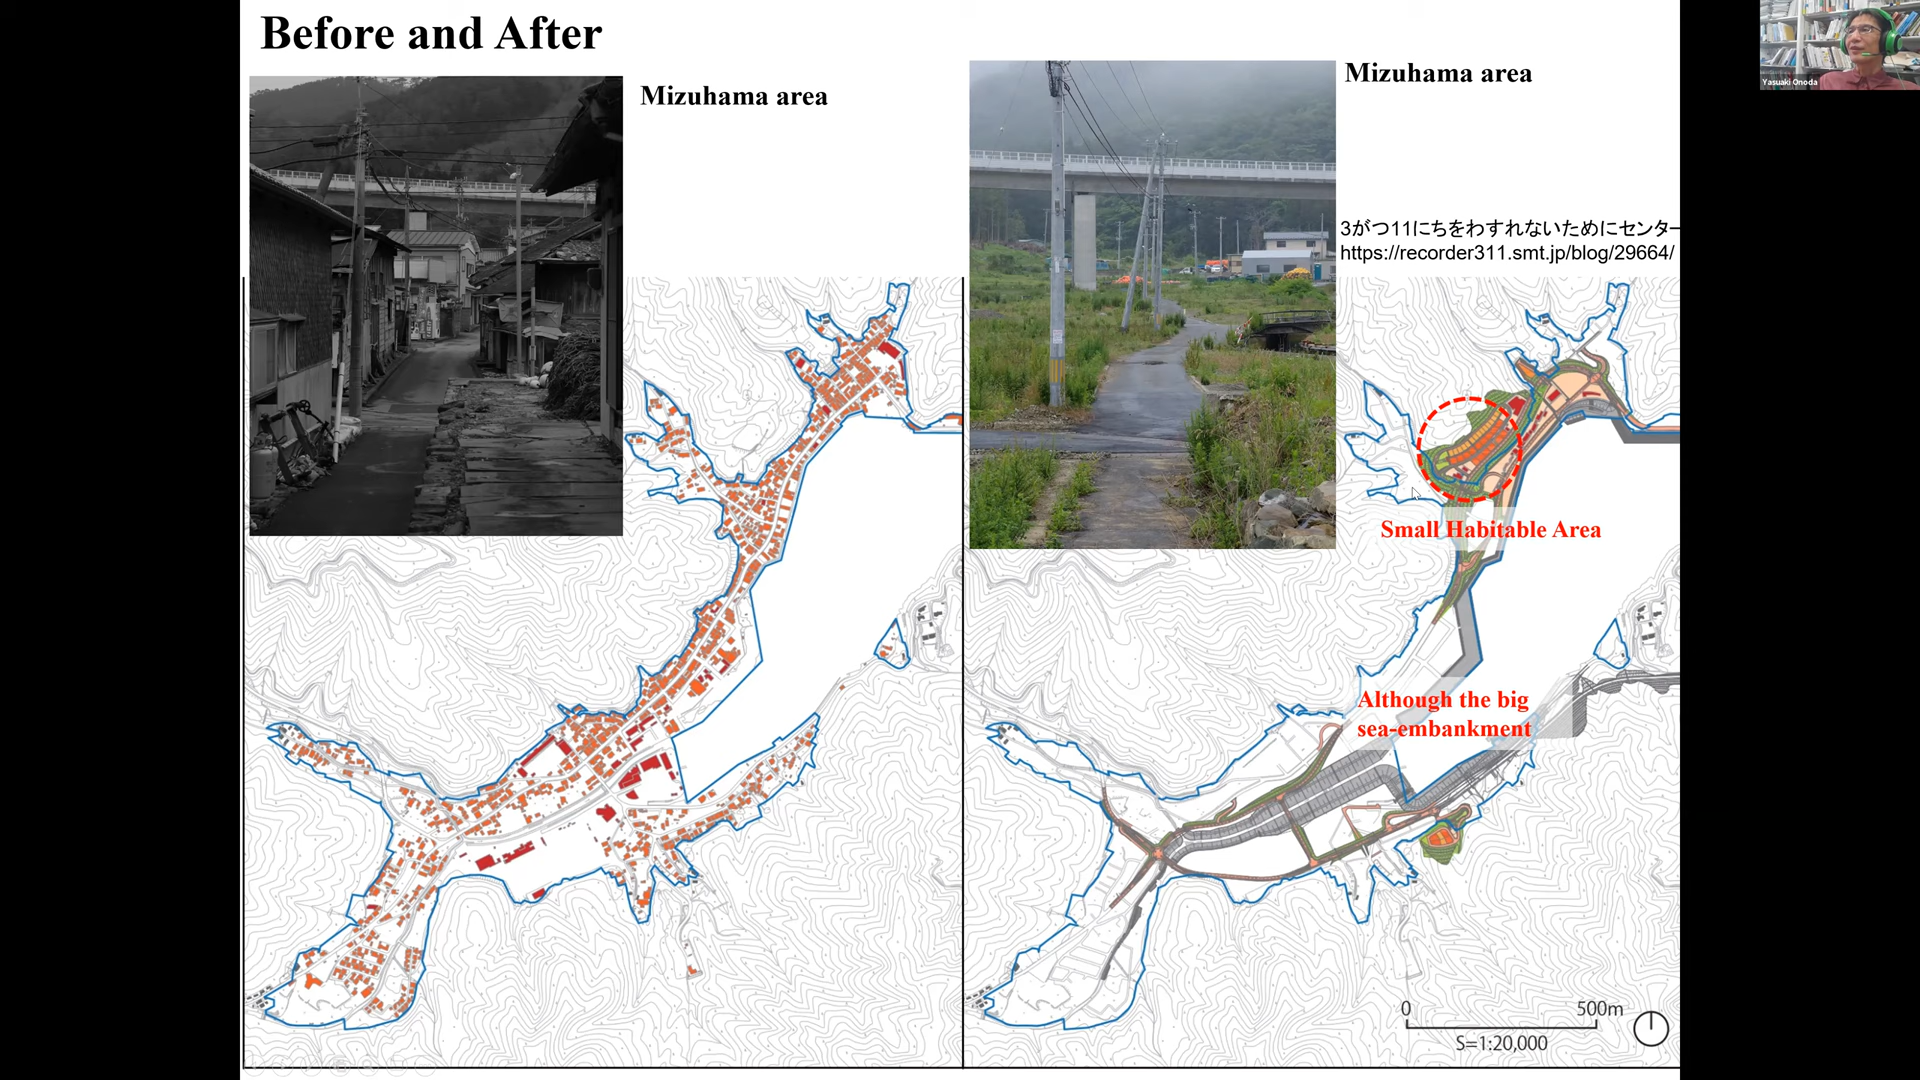 Before and After
Mizuhama area
Mizuhama area
Yasuaki Onoda
3がつ11にちをわすれないためにセンター
https://recorder311.smt.jp/blog/29664/
Small Habitable Area
Although the big
sea-embankment
0 500m
S=1:20,000